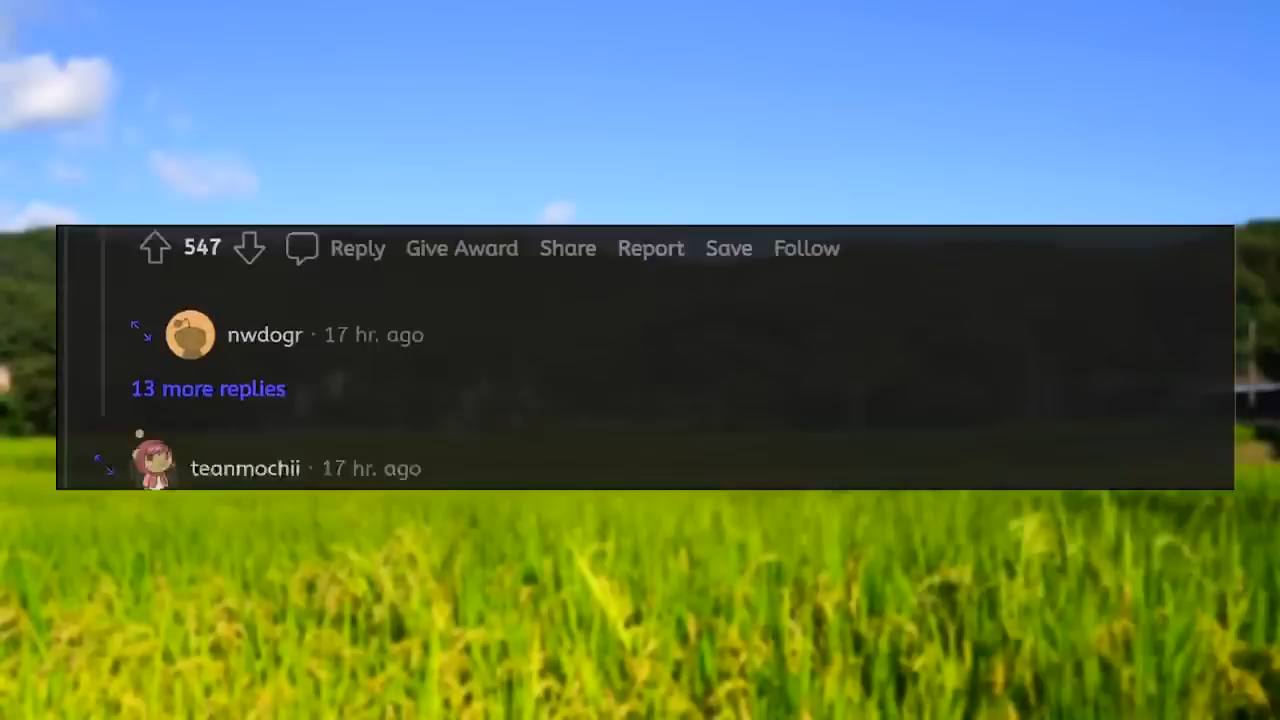 547 Reply Give Award Share Report Save Follow
nwdogr · 17 hr. ago
13 more replies
teanmochii · 17 hr. ago